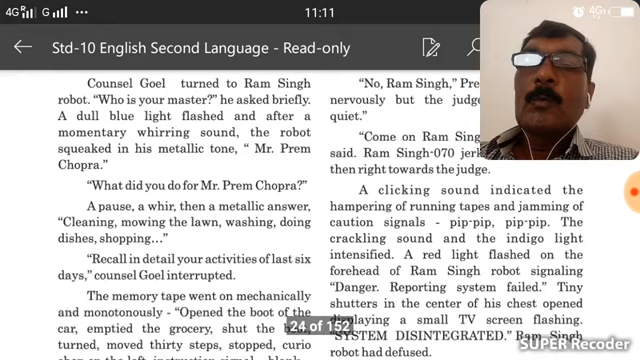 4G G 11:11 4G+
Std-10 English Second Language - Read-only
Counsel Goel turned to Ram Singh
robot. “Who is your master?” he asked briefly.
A dull blue light flashed and after a
momentary whirring sound, the robot
squeaked in his metallic tone, “ Mr. Prem
Chopra.”
“What did you do for Mr. Prem Chopra?”
A pause, a whir, then a metallic answer,
“Cleaning, mowing the lawn, washing, doing
dishes, shopping…”
“Recall in detail your activities of last six
days,” counsel Goel interrupted.
The memory tape went on mechanically
and monotonously - “Opened the boot of the
car, emptied the grocery, shut the
turned, moved thirty steps, stopped, curio
“No, Ram Singh,”
nervously but the
quiet.”
“Come on Ram
said. Ram Singh-070
then right towards the judge.
A clicking sound indicated the
hampering of running tapes and jamming of
caution signals - pip-pip, pip-pip. The
crackling sound and the indigo light
intensified. A red light flashed on the
forehead of Ram Singh robot signaling
“Danger. Reporting system failed.” Tiny
shutters in the center of his chest opened
displaying a small TV screen flashing.
“SYSTEM DISINTEGRATED.” Ram Singh
robot had defused.
24 of 152
SUPER Recorder